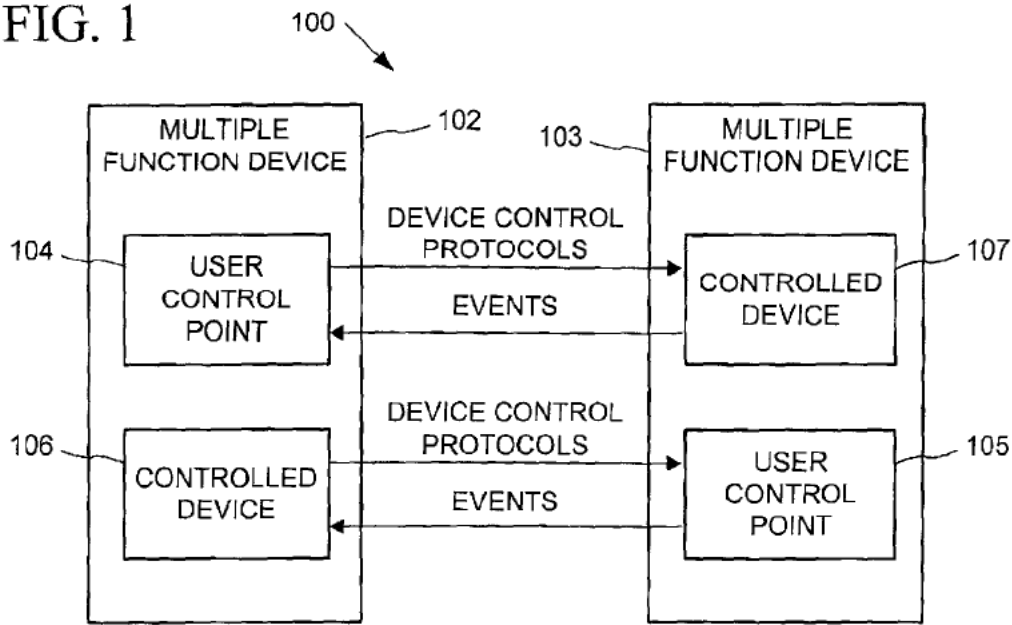 FIG. 1
100
MULTIPLE
FUNCTION DEVICE
102
103
MULTIPLE
FUNCTION DEVICE
DEVICE CONTROL
PROTOCOLS
104
USER
CONTROL
POINT
EVENTS
CONTROLLED
DEVICE
107
DEVICE CONTROL
PROTOCOLS
106
CONTROLLED
DEVICE
EVENTS
USER
CONTROL
POINT
105